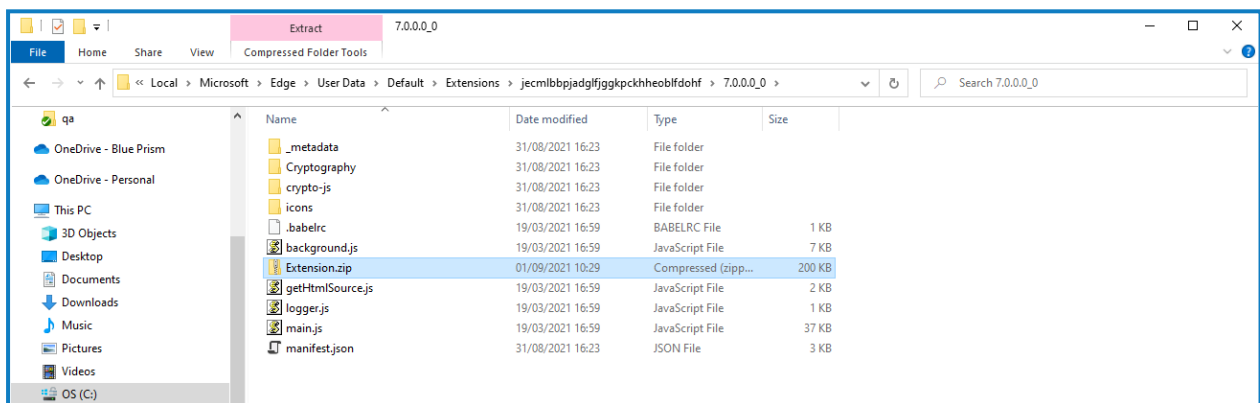 Extract 7.0.0.0_0
File Home Share View Compressed Folder Tools
« Local > Microsoft > Edge > User Data > Default > Extensions > jecmlbbpjadglfjggkpckhheoblfdohf > 7.0.0.0_0 > Search 7.0.0.0_0
qa
OneDrive - Blue Prism
OneDrive - Personal
This PC
3D Objects
Desktop
Documents
Downloads
Music
Pictures
Videos
OS (C:)
Name Date modified Type Size
_metadata 31/08/2021 16:23 File folder
Cryptography 31/08/2021 16:23 File folder
crypto-js 31/08/2021 16:23 File folder
icons 31/08/2021 16:23 File folder
.babelrc 19/03/2021 16:59 BABELRC File 1 KB
background.js 19/03/2021 16:59 JavaScript File 7 KB
Extension.zip 01/09/2021 10:29 Compressed (zipp... 200 KB
getHtmlSource.js 19/03/2021 16:59 JavaScript File 2 KB
logger.js 19/03/2021 16:59 JavaScript File 1 KB
main.js 19/03/2021 16:59 JavaScript File 37 KB
manifest.json 31/08/2021 16:23 JSON File 3 KB